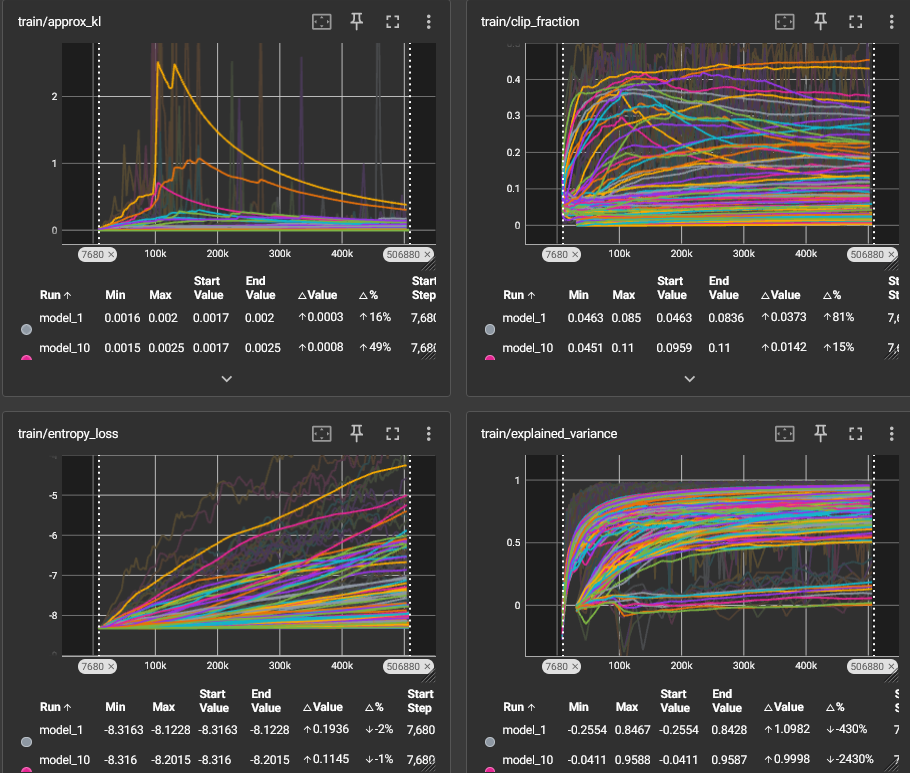 train/approx_kl
2
1
0
7680 × 100k 200k 300k 400k 506880 ×
Run ↑ Min Max Start Value End Value △Value △% Start Step
model_1 0.0016 0.002 0.0017 0.002 ↑0.0003 ↑16% 7,680
model_10 0.0015 0.0025 0.0017 0.0025 ↑0.0008 ↑49% 7,680
train/clip_fraction
0.5
0.4
0.3
0.2
0.1
0
7680 × 100k 200k 300k 400k 506880 ×
Run ↑ Min Max Start Value End Value △Value △% St St
model_1 0.0463 0.085 0.0463 0.0836 ↑0.0373 ↑81% 7,6
model_10 0.0451 0.11 0.0959 0.11 ↑0.0142 ↑15% 7,6
train/entropy_loss
-5
-6
-7
-8
7680 × 100k 200k 300k 400k 506880 ×
Run ↑ Min Max Start Value End Value △Value △% Start Step
model_1 -8.3163 -8.1228 -8.3163 -8.1228 ↑0.1936 ↓-2% 7,680
model_10 -8.316 -8.2015 -8.316 -8.2015 ↑0.1145 ↓-1% 7,680
train/explained_variance
1
0.5
0
7680 × 100k 200k 300k 400k 506880 ×
Run ↑ Min Max Start Value End Value △Value △% S St
model_1 -0.2554 0.8467 -0.2554 0.8428 ↑1.0982 ↓-430% 7,6
model_10 -0.0411 0.9588 -0.0411 0.9587 ↑0.9998 ↓-2430% 7,6